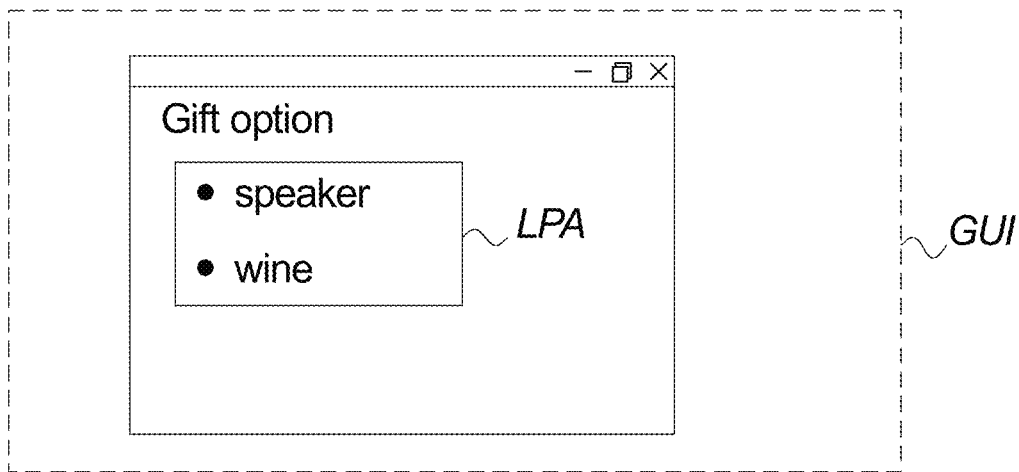 Gift option
● speaker
● wine
LPA
GUI